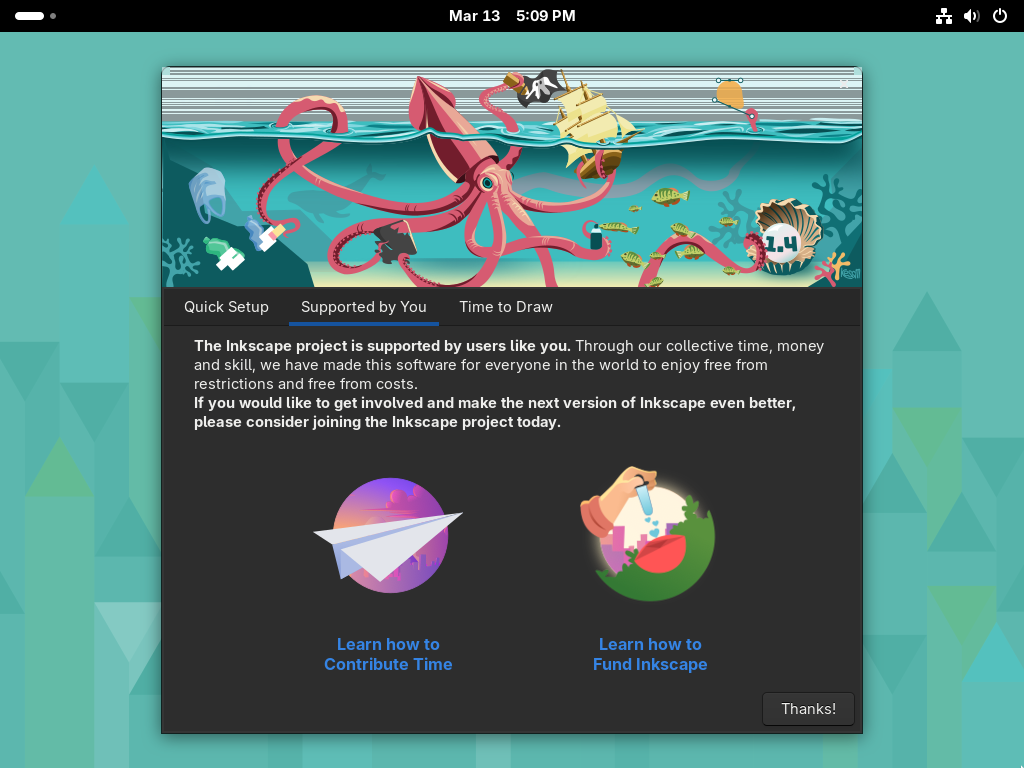 Mar 13 5:09 PM
1.4
Quick Setup Supported by You Time to Draw
The Inkscape project is supported by users like you. Through our collective time, money
and skill, we have made this software for everyone in the world to enjoy free from
restrictions and free from costs.
If you would like to get involved and make the next version of Inkscape even better,
please consider joining the Inkscape project today.
Learn how to
Contribute Time
Learn how to
Fund Inkscape
Thanks!